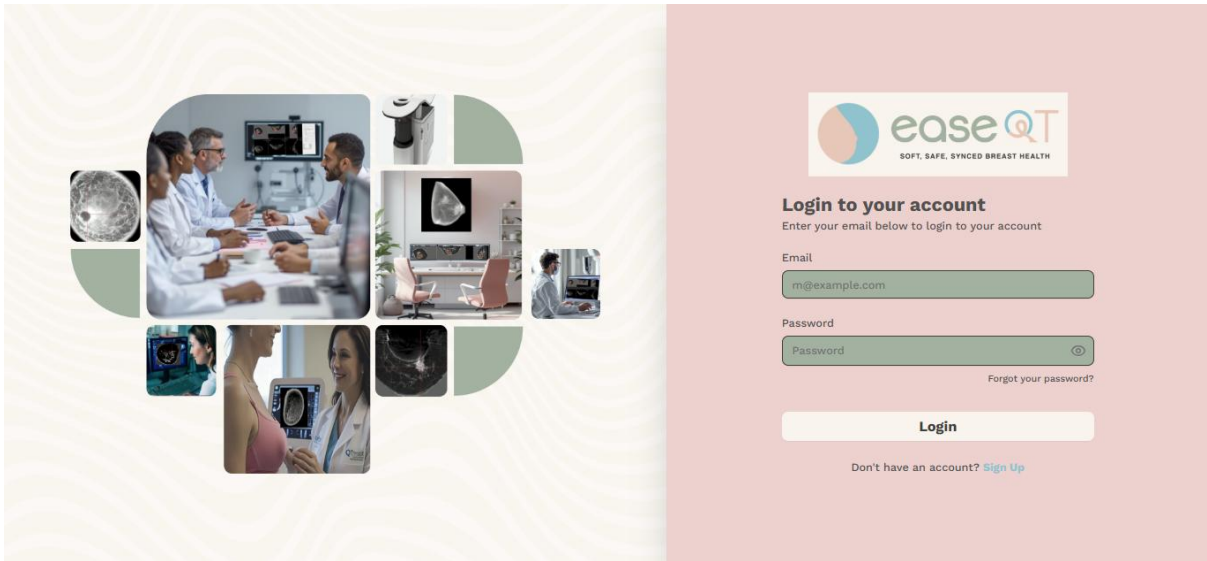 ease QT
SOFT, SAFE, SYNCED BREAST HEALTH
Login to your account
Enter your email below to login to your account
Email
m@example.com
Password
Password
Forgot your password?
Login
Don't have an account? Sign Up